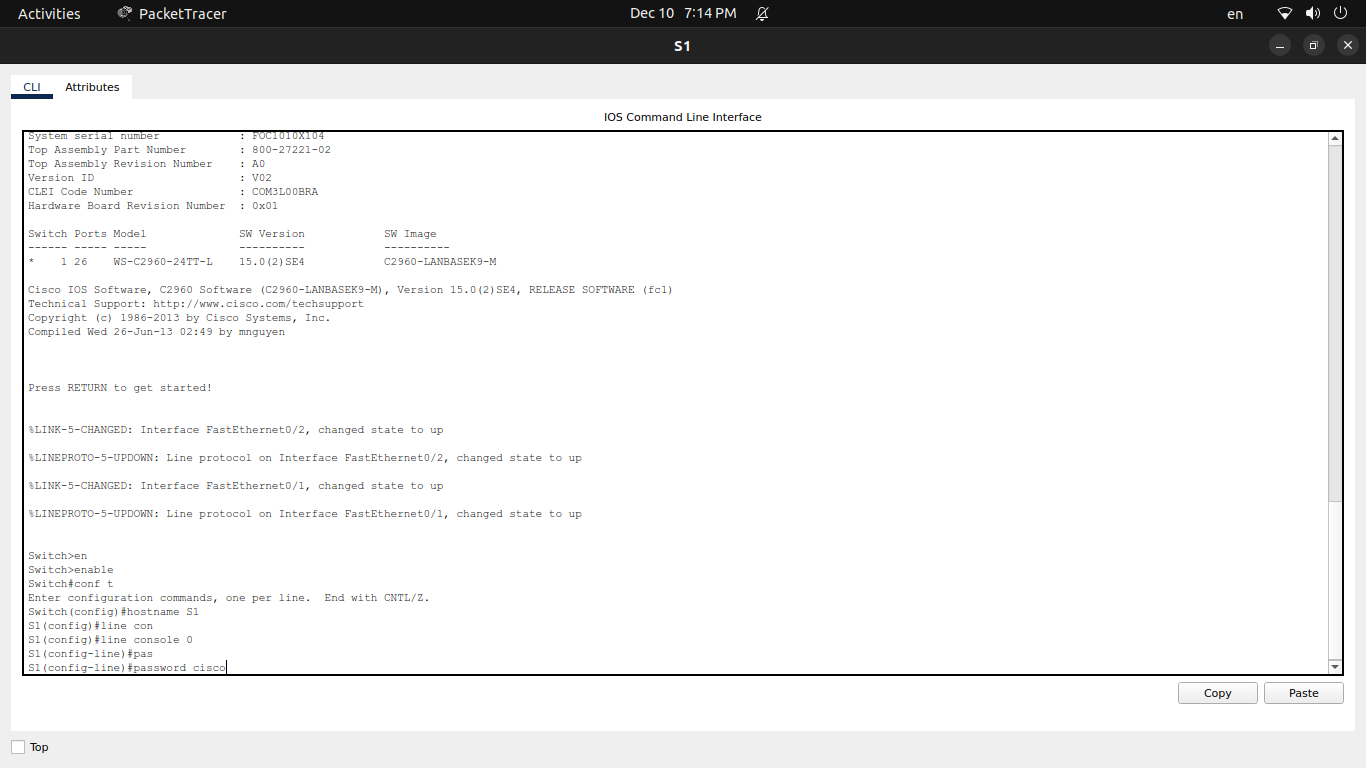 Activities PacketTracer Dec 10 7:14 PM en
S1
CLI Attributes
IOS Command Line Interface
System serial number : FOC1010X104
Top Assembly Part Number : 800-27221-02
Top Assembly Revision Number : A0
Version ID : V02
CLEI Code Number : COM3L00BRA
Hardware Board Revision Number : 0x01
Switch Ports Model SW Version SW Image
------ ----- ----- ---------- ----------
* 1 26 WS-C2960-24TT-L 15.0(2)SE4 C2960-LANBASEK9-M
Cisco IOS Software, C2960 Software (C2960-LANBASEK9-M), Version 15.0(2)SE4, RELEASE SOFTWARE (fc1)
Technical Support: http://www.cisco.com/techsupport
Copyright (c) 1986-2013 by Cisco Systems, Inc.
Compiled Wed 26-Jun-13 02:49 by mnguyen
Press RETURN to get started!
%LINK-5-CHANGED: Interface FastEthernet0/2, changed state to up
%LINEPROTO-5-UPDOWN: Line protocol on Interface FastEthernet0/2, changed state to up
%LINK-5-CHANGED: Interface FastEthernet0/1, changed state to up
%LINEPROTO-5-UPDOWN: Line protocol on Interface FastEthernet0/1, changed state to up
Switch>en
Switch>enable
Switch#conf t
Enter configuration commands, one per line. End with CNTL/Z.
Switch(config)#hostname S1
S1(config)#line con
S1(config)#line console 0
S1(config-line)#pas
S1(config-line)#password cisco
Copy Paste
Top